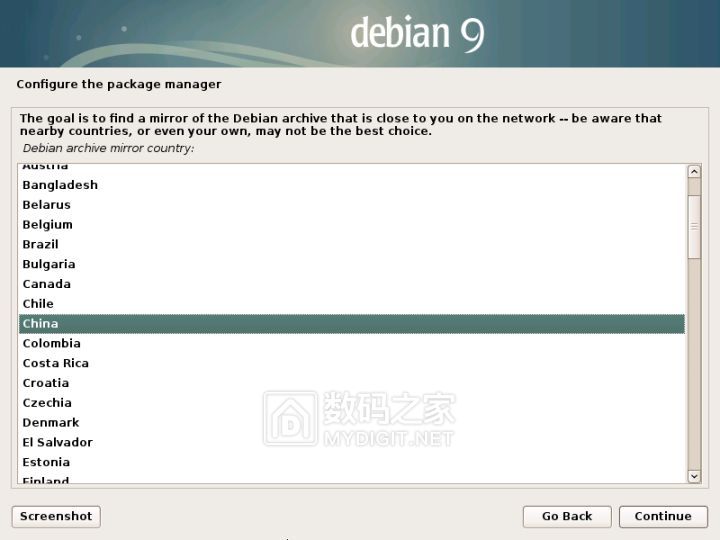 debian 9
Configure the package manager
The goal is to find a mirror of the Debian archive that is close to you on the network -- be aware that
nearby countries, or even your own, may not be the best choice.
Debian archive mirror country:
Austria
Bangladesh
Belarus
Belgium
Brazil
Bulgaria
Canada
Chile
China
Colombia
Costa Rica
Croatia
Czechia
Denmark
El Salvador
Estonia
Finland
数码之家
MYDIGIT.NET
Screenshot
Go Back
Continue